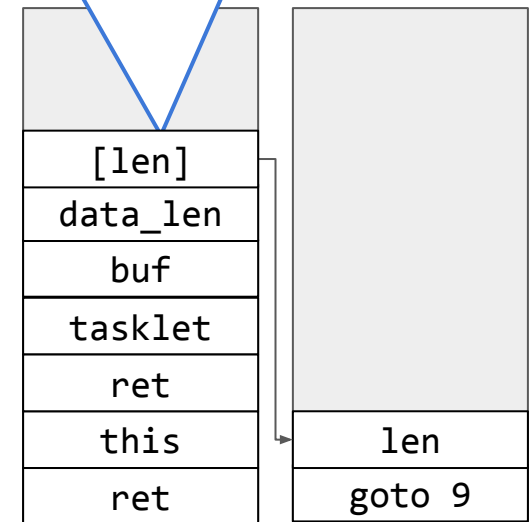 [len]
data_len
buf
tasklet
ret
this
ret
len
goto 9